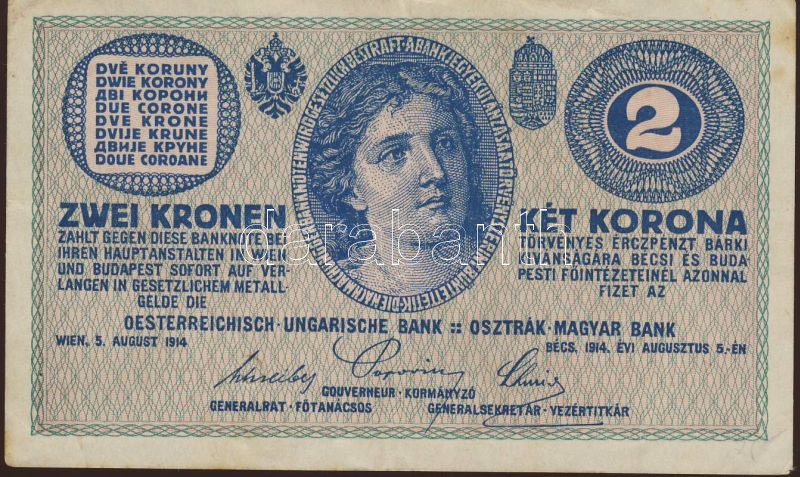 DVĚ KORUNY
DWIE KORONY
ДВІ КОРОНИ
DUE CORONE
DVE KRONE
DVIJE KRUNE
ДВИЈЕ КРУНЕ
DOUE COROANE
2
ZWEI KRONEN
ZAHLT GEGEN DIESE BANKNOTE BEI
IHREN HAUPTANSTALTEN IN WIEN
UND BUDAPEST SOFORT AUF VER-
LANGEN IN GESETZLICHEM METALL-
GELDE DIE
KÉT KORONA
TÖRVÉNYES ÉRCZPÉNZT BÁRKI
KIVÁNSÁGÁRA BÉCSI ÉS BUDA-
PESTI FŐINTÉZETEINÉL AZONNAL
FIZET AZ
darabanth
OESTERREICHISCH·UNGARISCHE BANK :: OSZTRÁK·MAGYAR BANK
WIEN, 5. AUGUST 1914
BÉCS, 1914. ÉVI AUGUSZTUS 5.-ÉN
GOUVERNEUR·KORMÁNYZÓ
GENERALRAT·FŐTANÁCSOS
GENERALSEKRETÄR·VEZÉRTITKÁR